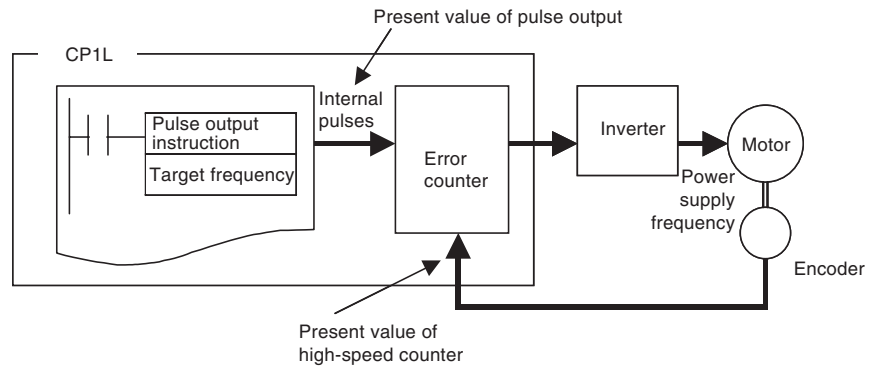 Present value of pulse output
CP1L
Internal
pulses
Pulse output
instruction
Target frequency
Error
counter
Inverter
Motor
Power
supply
frequency
Encoder
Present value of
high-speed counter